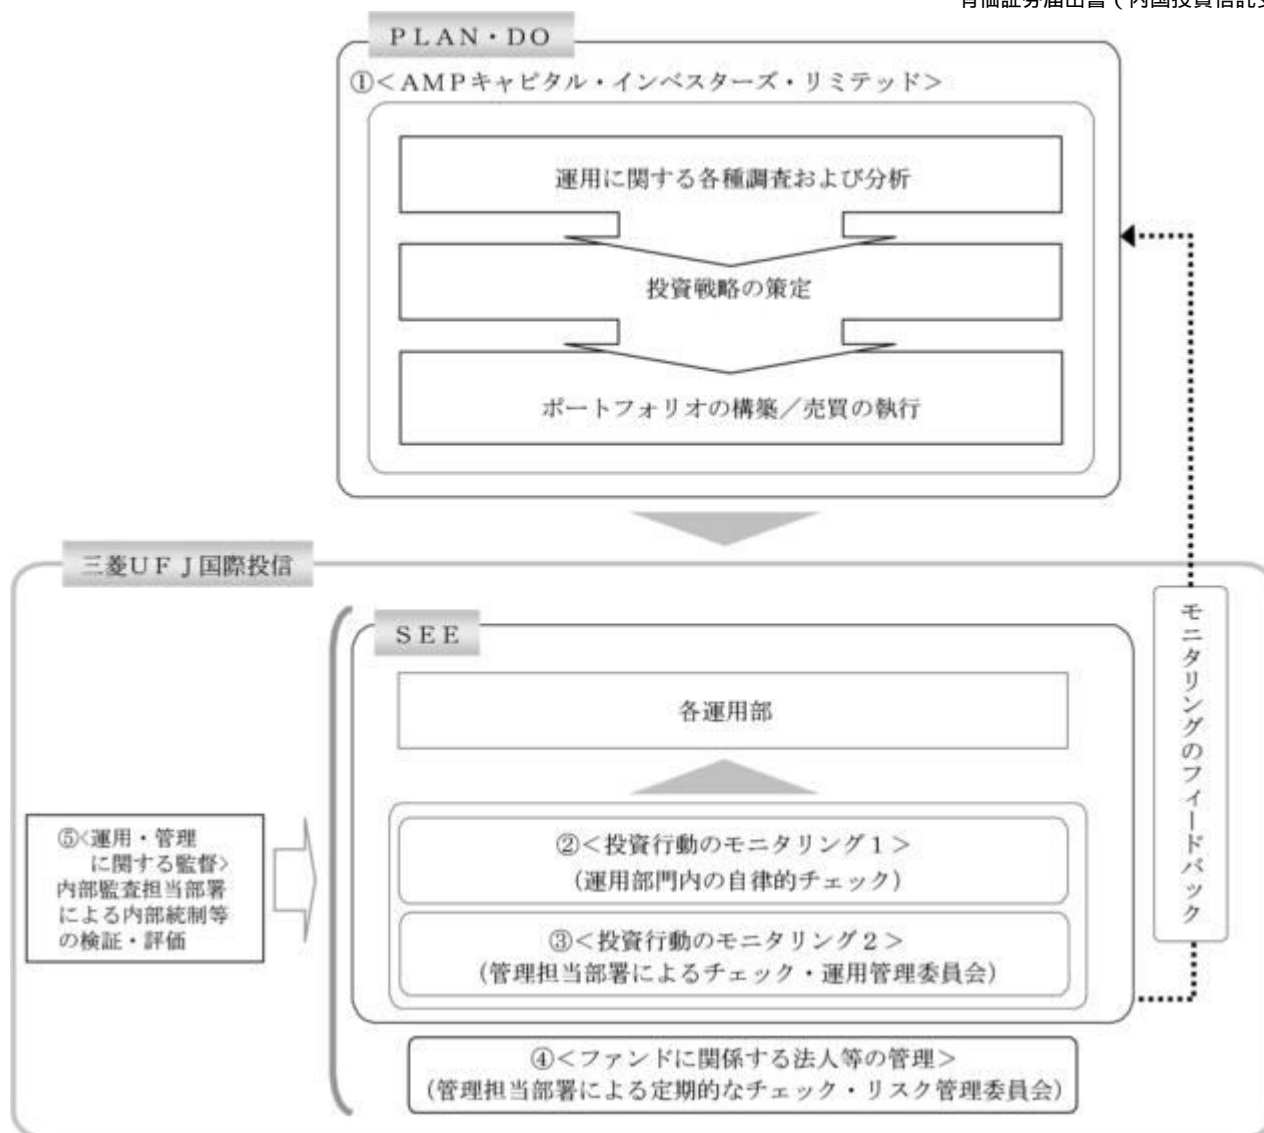 PLAN・DO
①＜AMPキャピタル・インベスターズ・リミテッド＞
運用に関する各種調査および分析
投資戦略の策定
ポートフォリオの構築／売買の執行
三菱UFJ国際投信
SEE
各運用部
②＜投資行動のモニタリング１＞
（運用部門内の自律的チェック）
③＜投資行動のモニタリング２＞
（管理担当部署によるチェック・運用管理委員会）
④＜ファンドに関係する法人等の管理＞
（管理担当部署による定期的なチェック・リスク管理委員会）
⑤＜運用・管理
に関する監督＞
内部監査担当部署
による内部統制等
の検証・評価
モニタリングのフィードバック